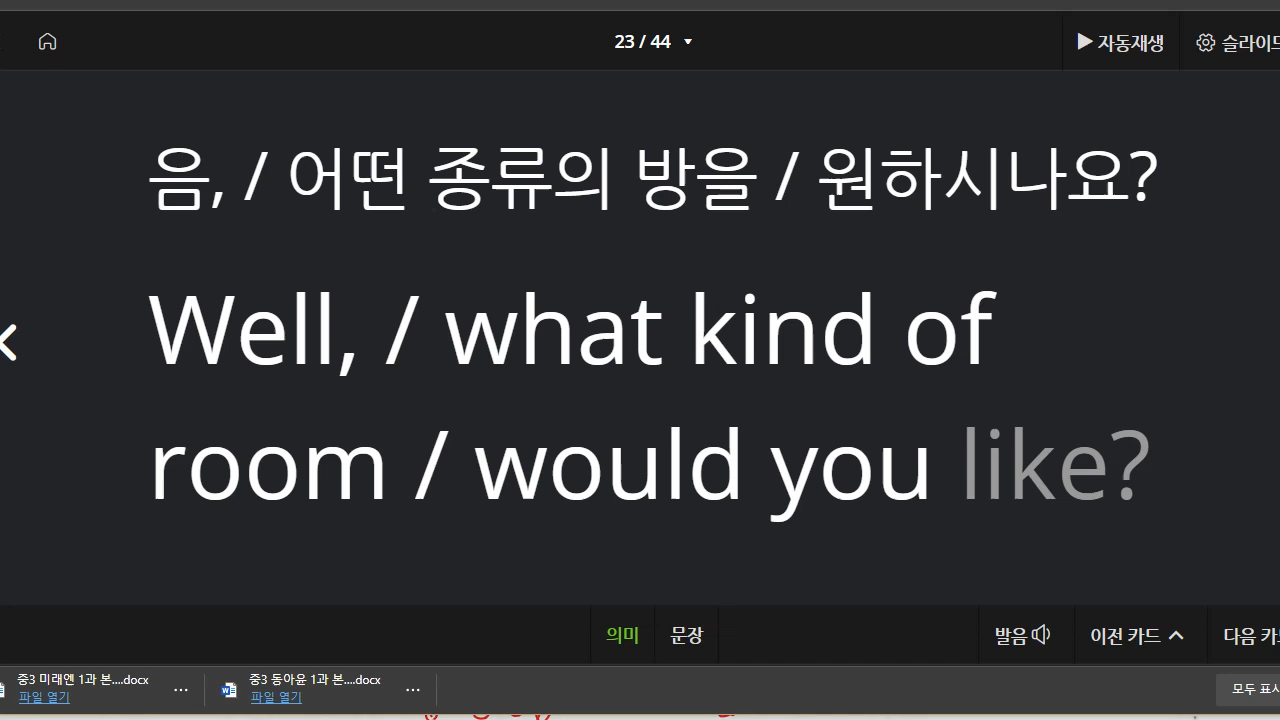 23 / 44
자동재생
슬라이드
음, / 어떤 종류의 방을 / 원하시나요?
Well, / what kind of
room / would you like?
의미
문장
발음
이전 카드
다음 카드
중3 미래엔 1과 본....docx
파일 열기
중3 동아윤 1과 본....docx
파일 열기
모두 표시